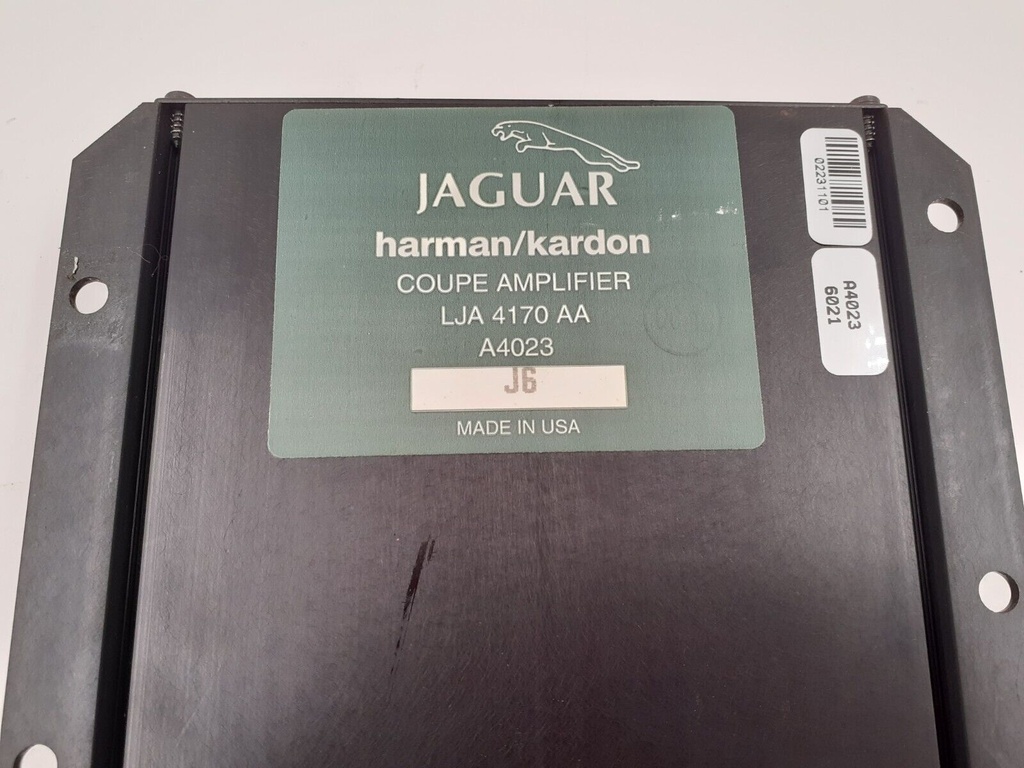 JAGUAR
harman/kardon
COUPE AMPLIFIER
LJA 4170 AA
A4023
J6
MADE IN USA
02231101
A4023
6021